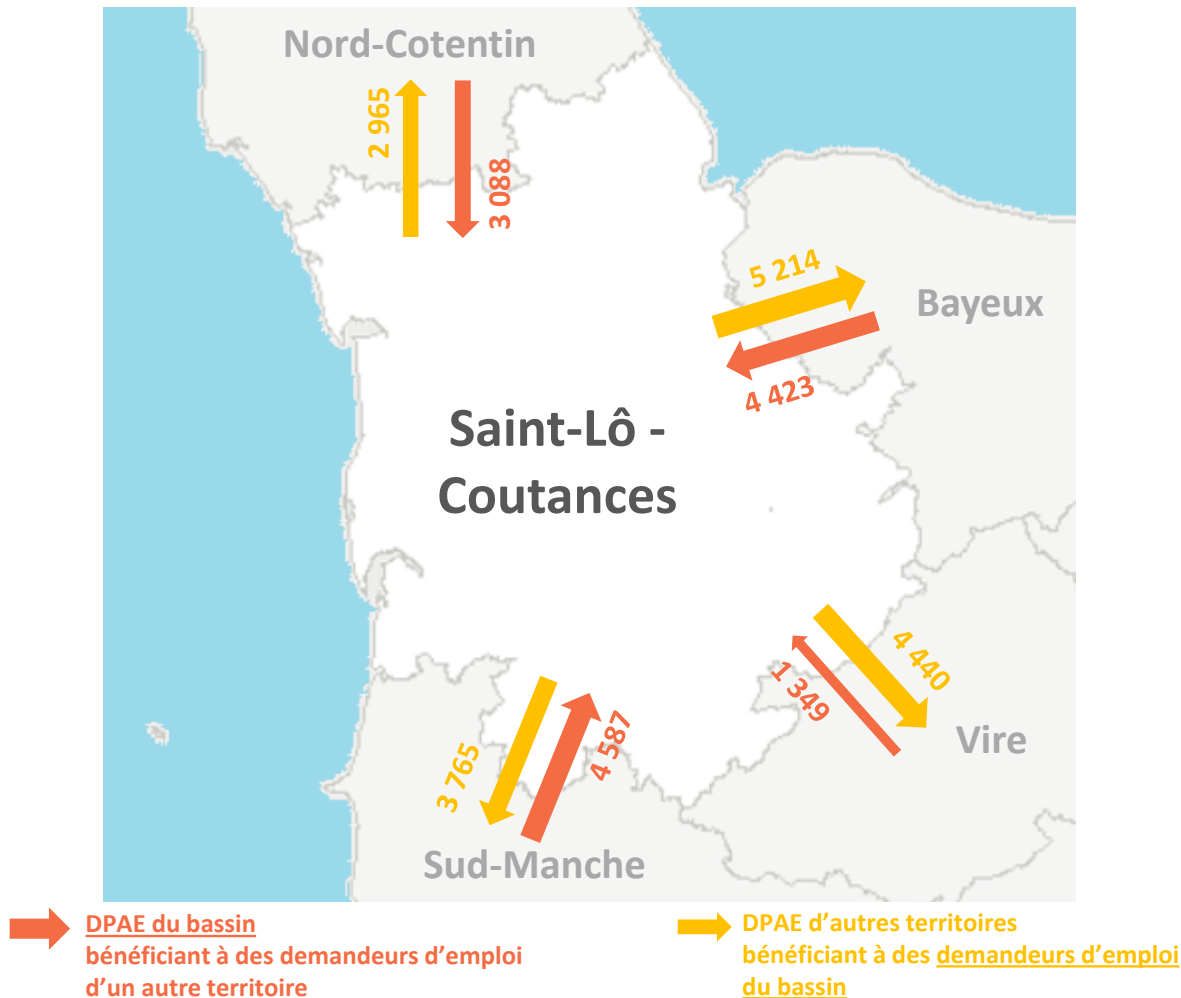 Nord-Cotentin
2 965
3 088
5 214
Bayeux
4 423
Saint-Lô -
Coutances
4 440
1 349
Vire
3 765
4 587
Sud-Manche
DPAE du bassin
bénéficiant à des demandeurs d'emploi
d'un autre territoire
DPAE d'autres territoires
bénéficiant à des demandeurs d'emploi
du bassin